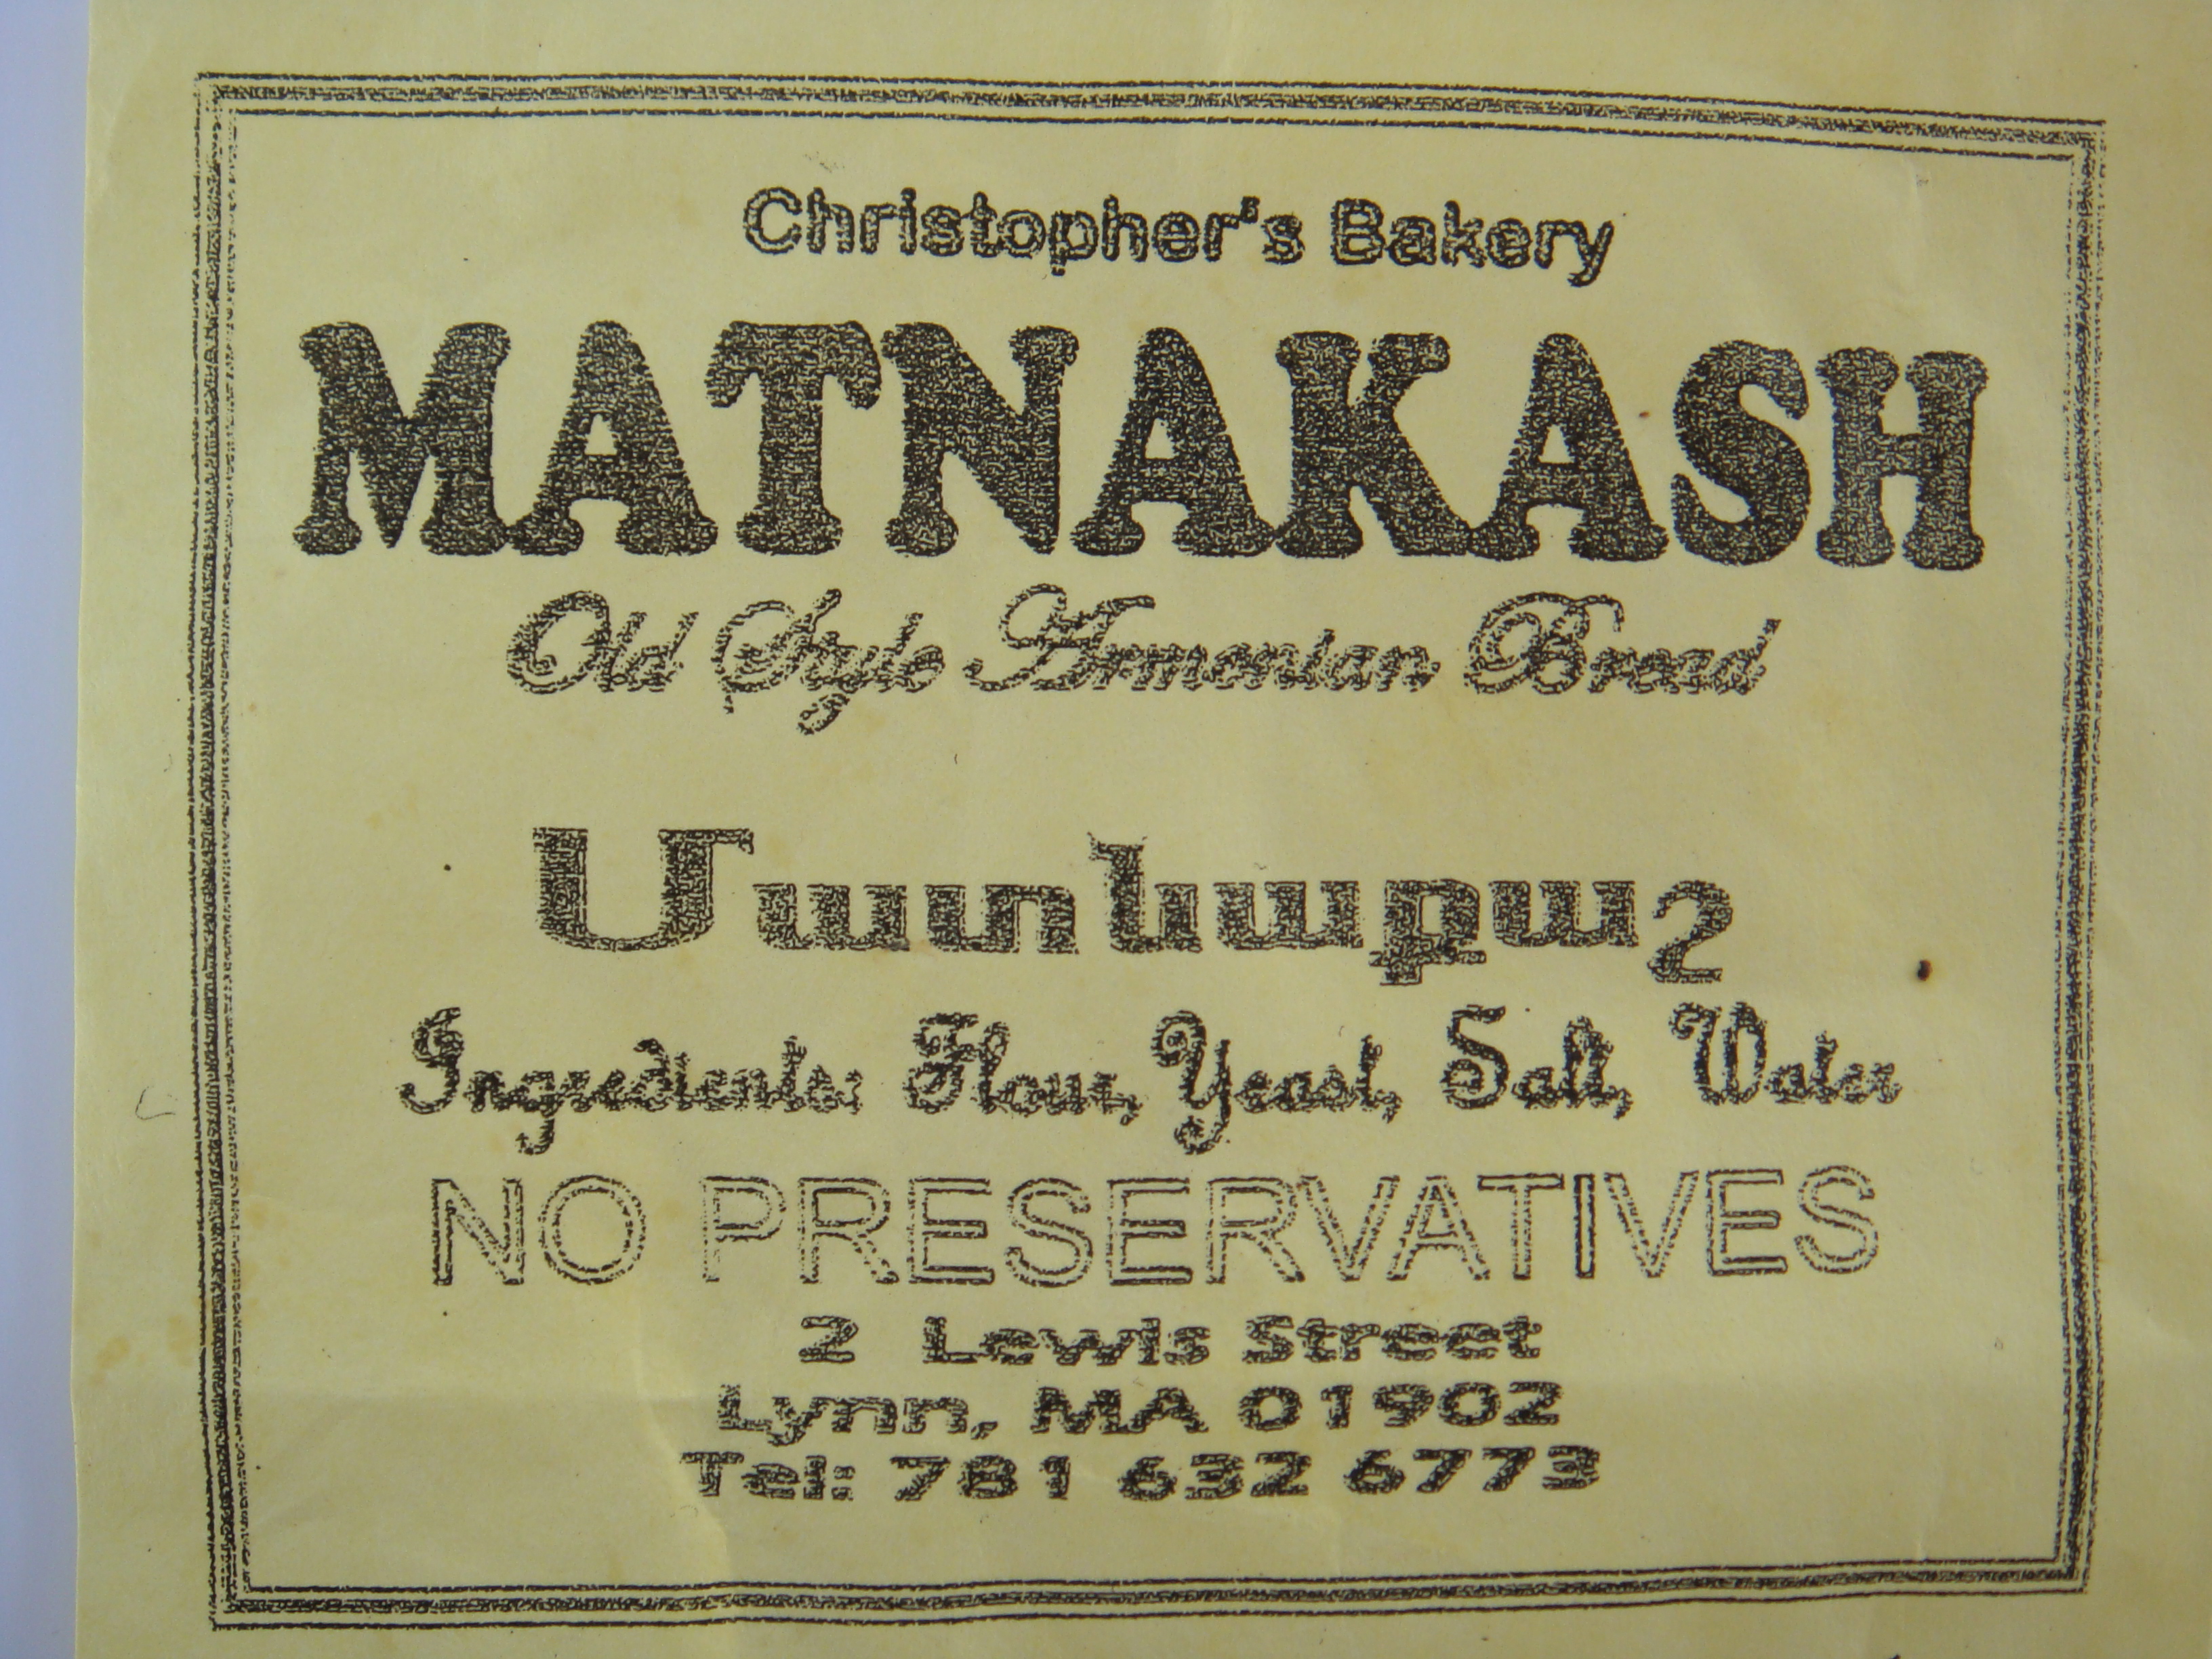 Christopher's Bakery
MATNAKASH
Old Style Armenian Bread
Մատնաքաշ
Ingredients: Flour, Yeast, Salt, Water
NO PRESERVATIVES
2 Lewis Street
Lynn, MA 01902
Tel: 781 632 6773